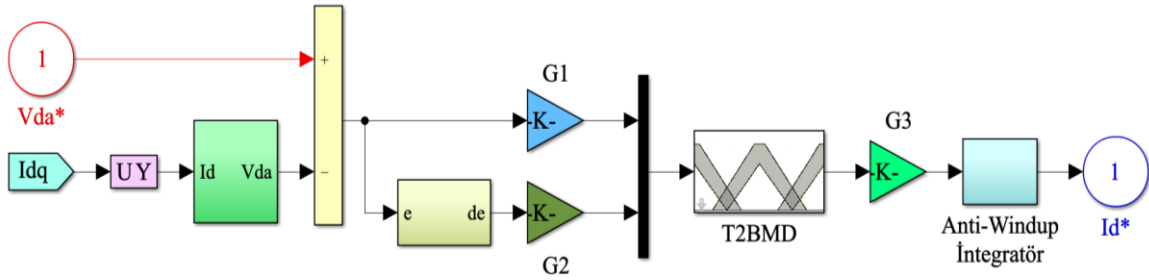 1
Vda*
Idq
U Y
Id Vda
+
−
G1
-K-
e de
-K-
G2
T2BMD
G3
-K-
Anti-Windup
İntegratör
1
Id*